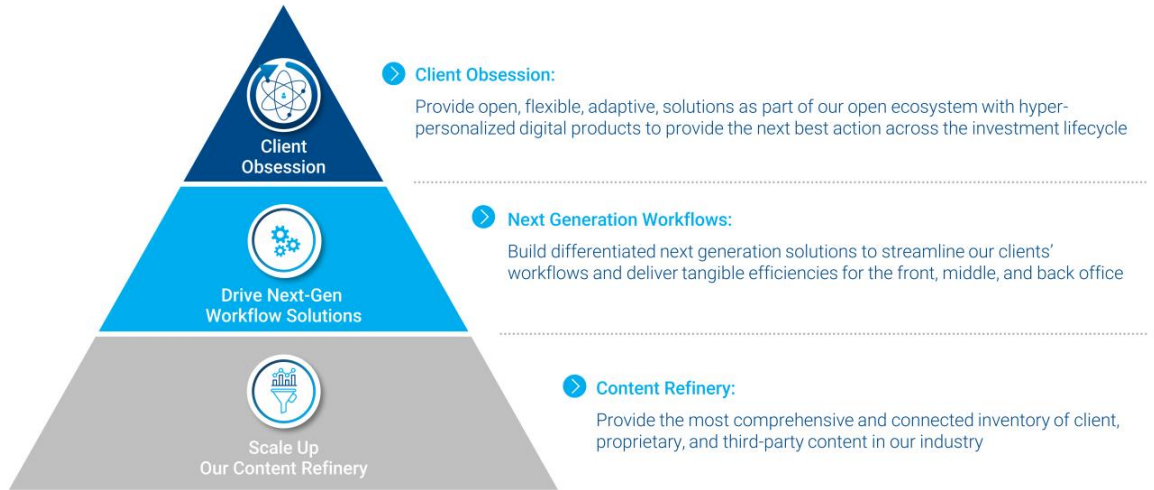 Client
Obsession
Client Obsession:
Provide open, flexible, adaptive, solutions as part of our open ecosystem with hyper-
personalized digital products to provide the next best action across the investment lifecycle
Drive Next-Gen
Workflow Solutions
Next Generation Workflows:
Build differentiated next generation solutions to streamline our clients’
workflows and deliver tangible efficiencies for the front, middle, and back office
Scale Up
Our Content Refinery
Content Refinery:
Provide the most comprehensive and connected inventory of client,
proprietary, and third-party content in our industry